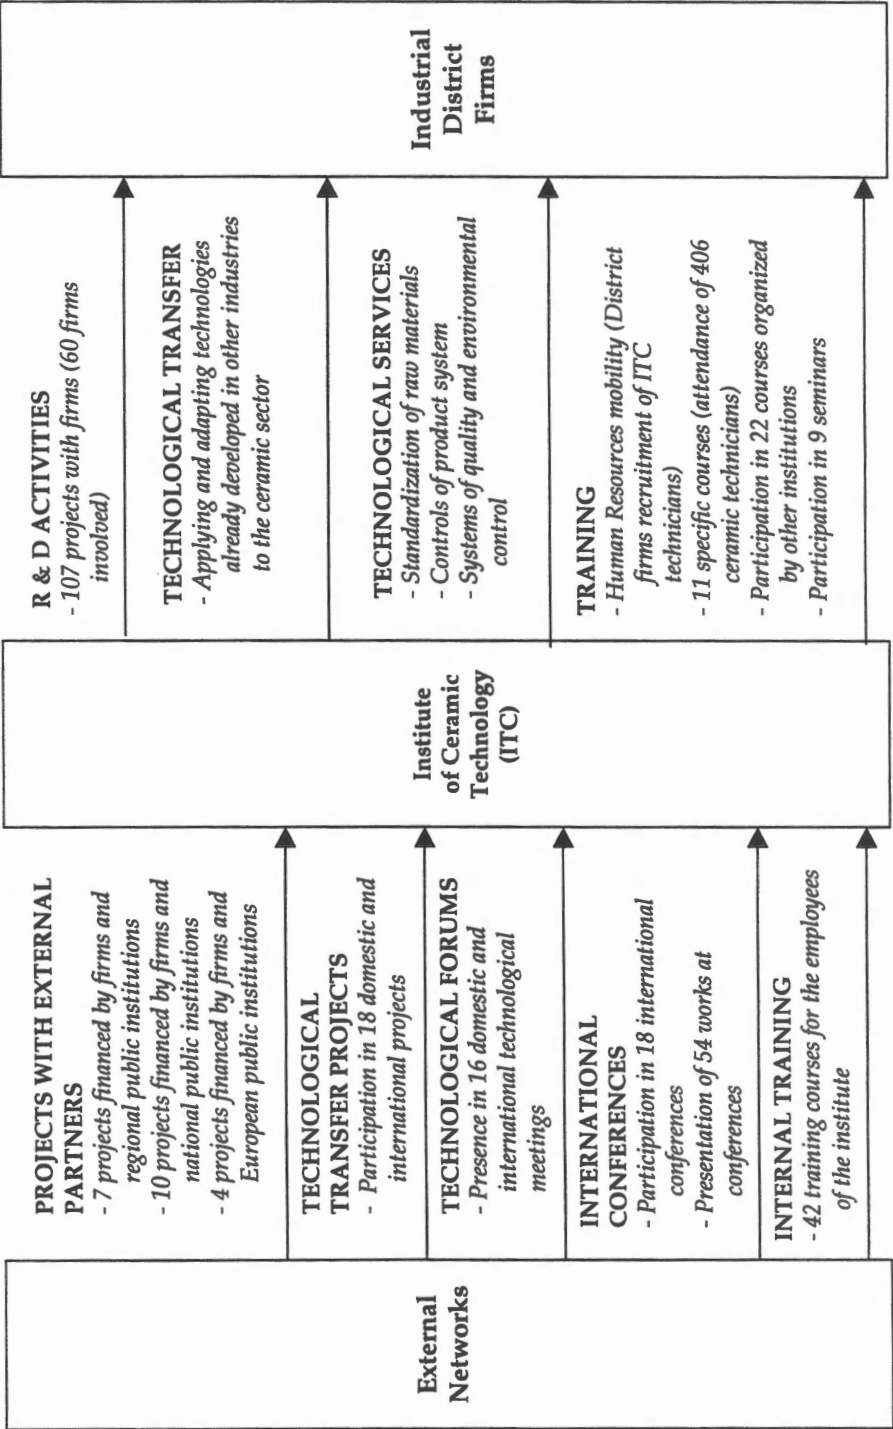 External
Networks
PROJECTS WITH EXTERNAL
PARTNERS
- 7 projects financed by firms and
regional public institutions
- 10 projects financed by firms and
national public institutions
- 4 projects financed by firms and
European public institutions
TECHNOLOGICAL
TRANSFER PROJECTS
- Participation in 18 domestic and
international projects
TECHNOLOGICAL FORUMS
- Presence in 16 domestic and
international technological
meetings
INTERNATIONAL
CONFERENCES
- Participation in 18 international
conferences
- Presentation of 54 works at
conferences
INTERNAL TRAINING
- 42 training courses for the employees
of the institute
Institute
of Ceramic
Technology
(ITC)
R & D ACTIVITIES
- 107 projects with firms (60 firms
involved)
TECHNOLOGICAL TRANSFER
- Applying and adapting technologies
already developed in other industries
to the ceramic sector
TECHNOLOGICAL SERVICES
- Standardization of raw materials
- Controls of product system
- Systems of quality and environmental
control
TRAINING
- Human Resources mobility (District
firms recruitment of ITC
technicians)
- 11 specific courses (attendance of 406
ceramic technicians)
- Participation in 22 courses organized
by other institutions
- Participation in 9 seminars
Industrial
District
Firms